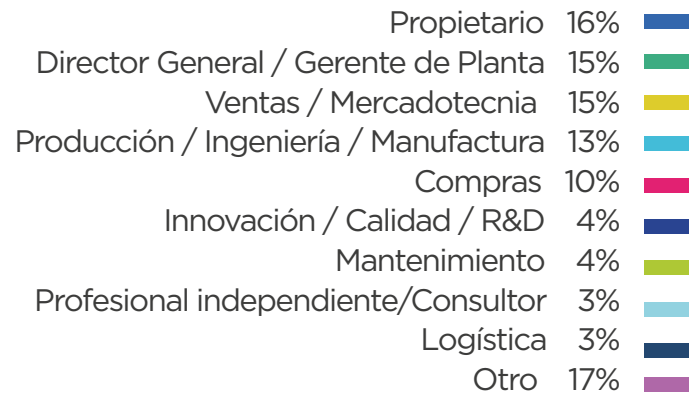 Propietario 16%
Director General / Gerente de Planta 15%
Ventas / Mercadotecnia 15%
Producción / Ingeniería / Manufactura 13%
Compras 10%
Innovación / Calidad / R&D 4%
Mantenimiento 4%
Profesional independiente/Consultor 3%
Logística 3%
Otro 17%